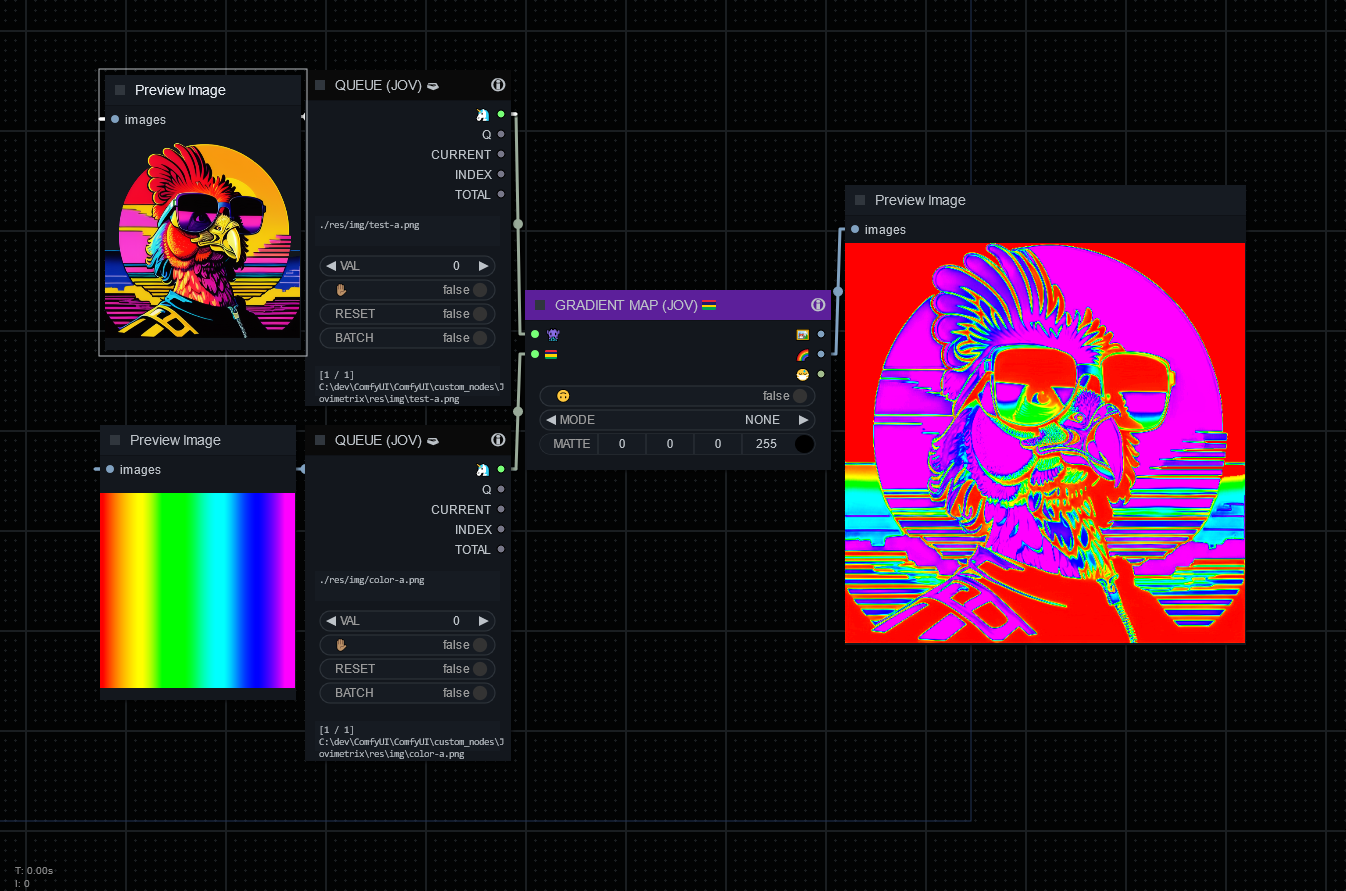 Preview Image
images
QUEUE (JOV)
Q
CURRENT
INDEX
TOTAL
./res/img/test-a.png
VAL 0
false
RESET false
BATCH false
[1 / 1]
C:\dev\ComfyUI\ComfyUI\custom_nodes\J
ovimetrix\res\img\test-a.png
Preview Image
images
QUEUE (JOV)
Q
CURRENT
INDEX
TOTAL
./res/img/color-a.png
VAL 0
false
RESET false
BATCH false
[1 / 1]
C:\dev\ComfyUI\ComfyUI\custom_nodes\J
ovimetrix\res\img\color-a.png
GRADIENT MAP (JOV)
false
MODE NONE
MATTE 0 0 0 255
Preview Image
images
T: 0.00s
I: 0